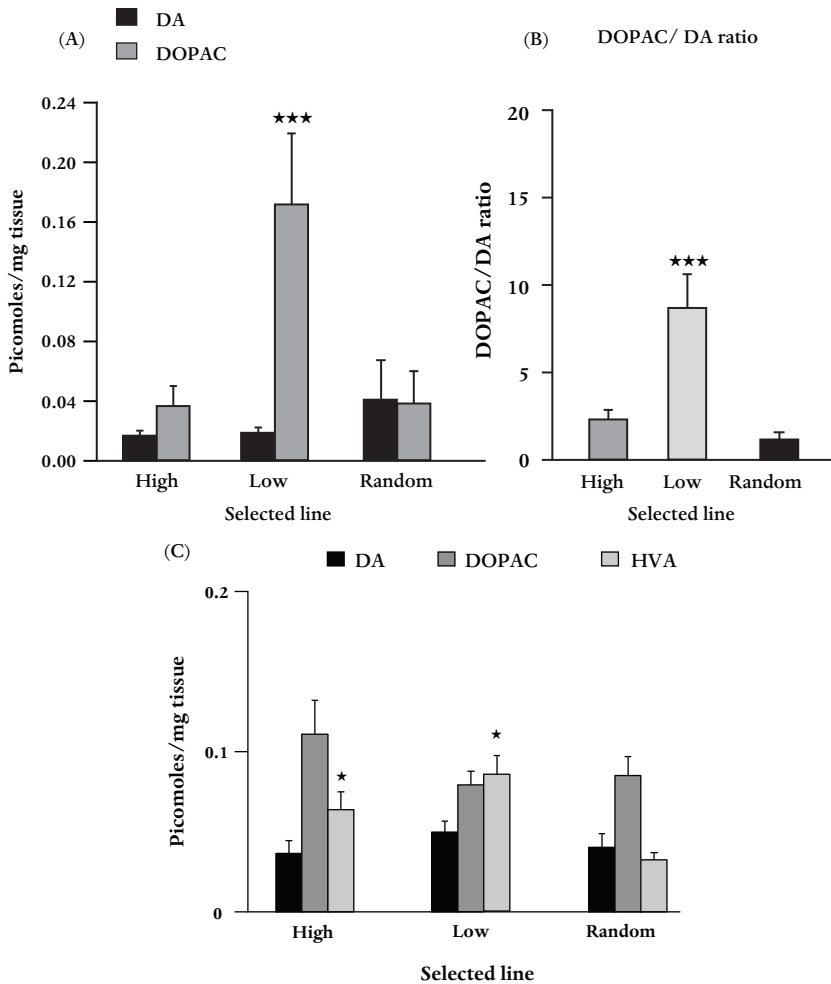 (A)
DA
DOPAC
Picomoles/mg tissue
0.24
0.20
0.16
0.12
0.08
0.04
0.00
★★★
High
Low
Random
Selected line
(B)
DOPAC/ DA ratio
DOPAC/DA ratio
20
15
10
5
0
★★★
High
Low
Random
Selected line
(C)
DA
DOPAC
HVA
Picomoles/mg tissue
0.2
0.1
0
★
★
High
Low
Random
Selected line